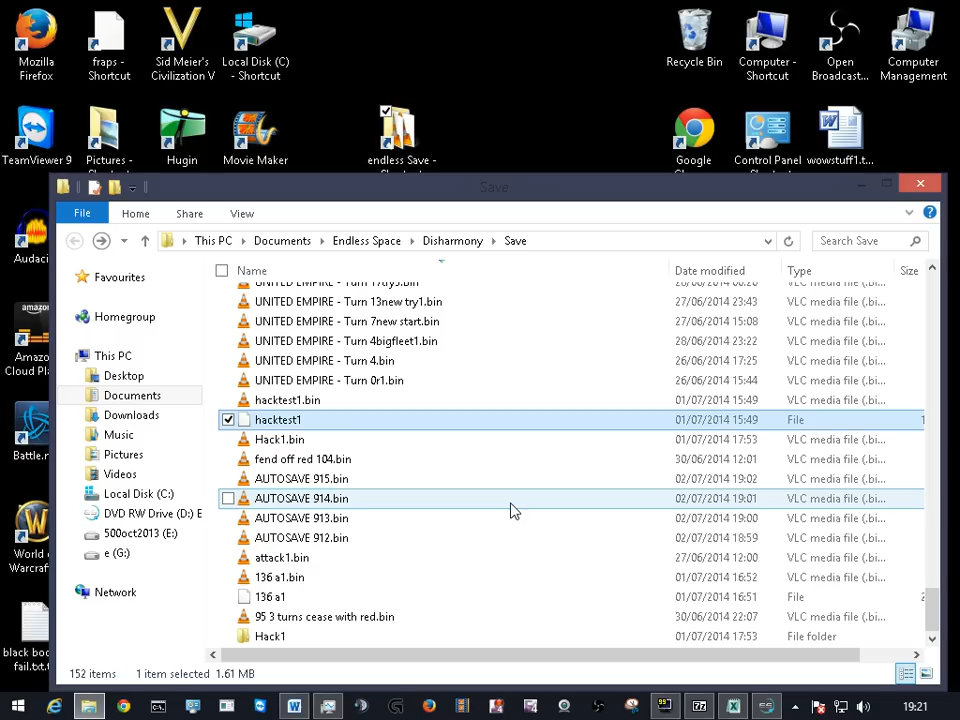 Mozilla Firefox
fraps - Shortcut
Sid Meier's Civilization V
Local Disk (C) - Shortcut
Recycle Bin
Computer - Shortcut
Open Broadcast...
Computer Management
TeamViewer 9
Pictures -
Hugin
Movie Maker
endless Save -
Google
Control Panel
wowstuff1.t...
Save
File
Home
Share
View
This PC
Documents
Endless Space
Disharmony
Save
Search Save
Name
Date modified
Type
Size
UNITED EMPIRE - Turn 13new try1.bin 27/06/2014 23:43 VLC media file (.bi...
UNITED EMPIRE - Turn 7new start.bin 27/06/2014 15:08 VLC media file (.bi...
UNITED EMPIRE - Turn 4bigfleet1.bin 28/06/2014 23:22 VLC media file (.bi...
UNITED EMPIRE - Turn 4.bin 26/06/2014 17:25 VLC media file (.bi...
UNITED EMPIRE - Turn 0r1.bin 26/06/2014 15:44 VLC media file (.bi...
hacktest1.bin 01/07/2014 15:49 VLC media file (.bi...
hacktest1 01/07/2014 15:49 File 1
Hack1.bin 01/07/2014 17:53 VLC media file (.bi...
fend off red 104.bin 30/06/2014 12:01 VLC media file (.bi...
AUTOSAVE 915.bin 02/07/2014 19:02 VLC media file (.bi...
AUTOSAVE 914.bin 02/07/2014 19:01 VLC media file (.bi...
AUTOSAVE 913.bin 02/07/2014 19:00 VLC media file (.bi...
AUTOSAVE 912.bin 02/07/2014 18:59 VLC media file (.bi...
attack1.bin 27/06/2014 12:00 VLC media file (.bi...
136 a1.bin 01/07/2014 16:52 VLC media file (.bi...
136 a1 01/07/2014 16:51 File 2
95 3 turns cease with red.bin 30/06/2014 22:07 VLC media file (.bi...
Hack1 01/07/2014 17:53 File folder
Favourites
Homegroup
This PC
Desktop
Documents
Downloads
Music
Pictures
Videos
Local Disk (C:)
DVD RW Drive (D:) E
500oct2013 (E:)
e (G:)
Network
Audaci
amazon
Amazo
Cloud Pla
Battle.n
World o
Warcraf
black bo
fail.txt.t
152 items
1 item selected 1.61 MB
19:21